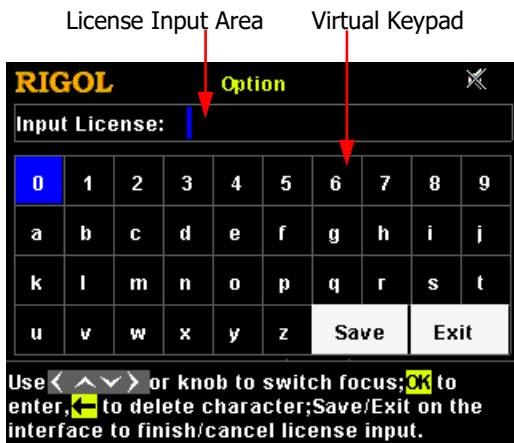 License Input Area Virtual Keypad
RIGOL Option
Input License:
0 1 2 3 4 5 6 7 8 9
a b c d e f g h i j
k l m n o p q r s t
u v w x y z Save Exit
Use < ∧ ∨ > or knob to switch focus;OK to
enter,← to delete character;Save/Exit on the
interface to finish/cancel license input.